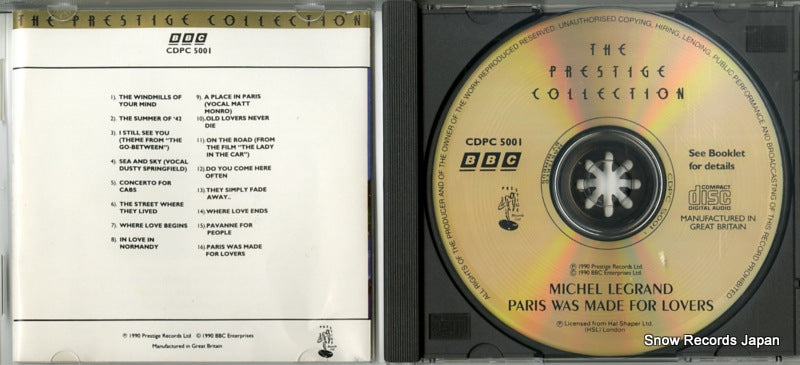 THE PRESTIGE COLLECTION
BBC
CDPC 5001
1). THE WINDMILLS OF
YOUR MIND
2). THE SUMMER OF '42
3). I STILL SEE YOU
(THEME FROM "THE
GO-BETWEEN")
4). SEA AND SKY (VOCAL
DUSTY SPRINGFIELD)
5). CONCERTO FOR
CABS
6). THE STREET WHERE
THEY LIVED
7). WHERE LOVE BEGINS
8). IN LOVE IN
NORMANDY
9). A PLACE IN PARIS
(VOCAL MATT
MONRO)
10). OLD LOVERS NEVER
DIE
11). ON THE ROAD (FROM
THE FILM "THE LADY
IN THE CAR")
12). DO YOU COME HERE
OFTEN
13). THEY SIMPLY FADE
AWAY..
14). WHERE LOVE ENDS
15). PAVANNE FOR
PEOPLE
16). PARIS WAS MADE
FOR LOVERS
℗ 1990 Prestige Records Ltd © 1990 BBC Enterprises
Manufactured in Great Britain
ALL RIGHTS OF THE PRODUCER AND OF THE OWNER OF THE WORK REPRODUCED RESERVED. UNAUTHORISED COPYING, HIRING, LENDING, PUBLIC PERFORMANCE AND BROADCASTING OF THIS RECORD PROHIBITED
THE
PRESTIGE
COLLECTION
CDPC 5001
BBC
See Booklet
for details
COMPACT
disc
DIGITAL AUDIO
MANUFACTURED IN
GREAT BRITAIN
CDPC 5001
℗ 1990 Prestige Records Ltd
© 1990 BBC Enterprises Ltd
MICHEL LEGRAND
PARIS WAS MADE FOR LOVERS
℗ Licensed from Hat Shaper Ltd.
(HSL) London
Snow Records Japan